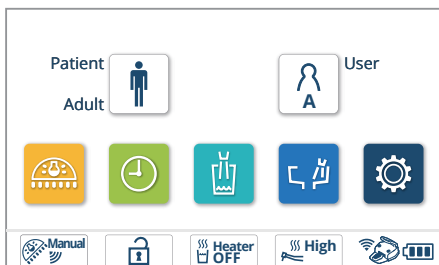 Patient
User
Adult
A
Manual
Heater
OFF
High